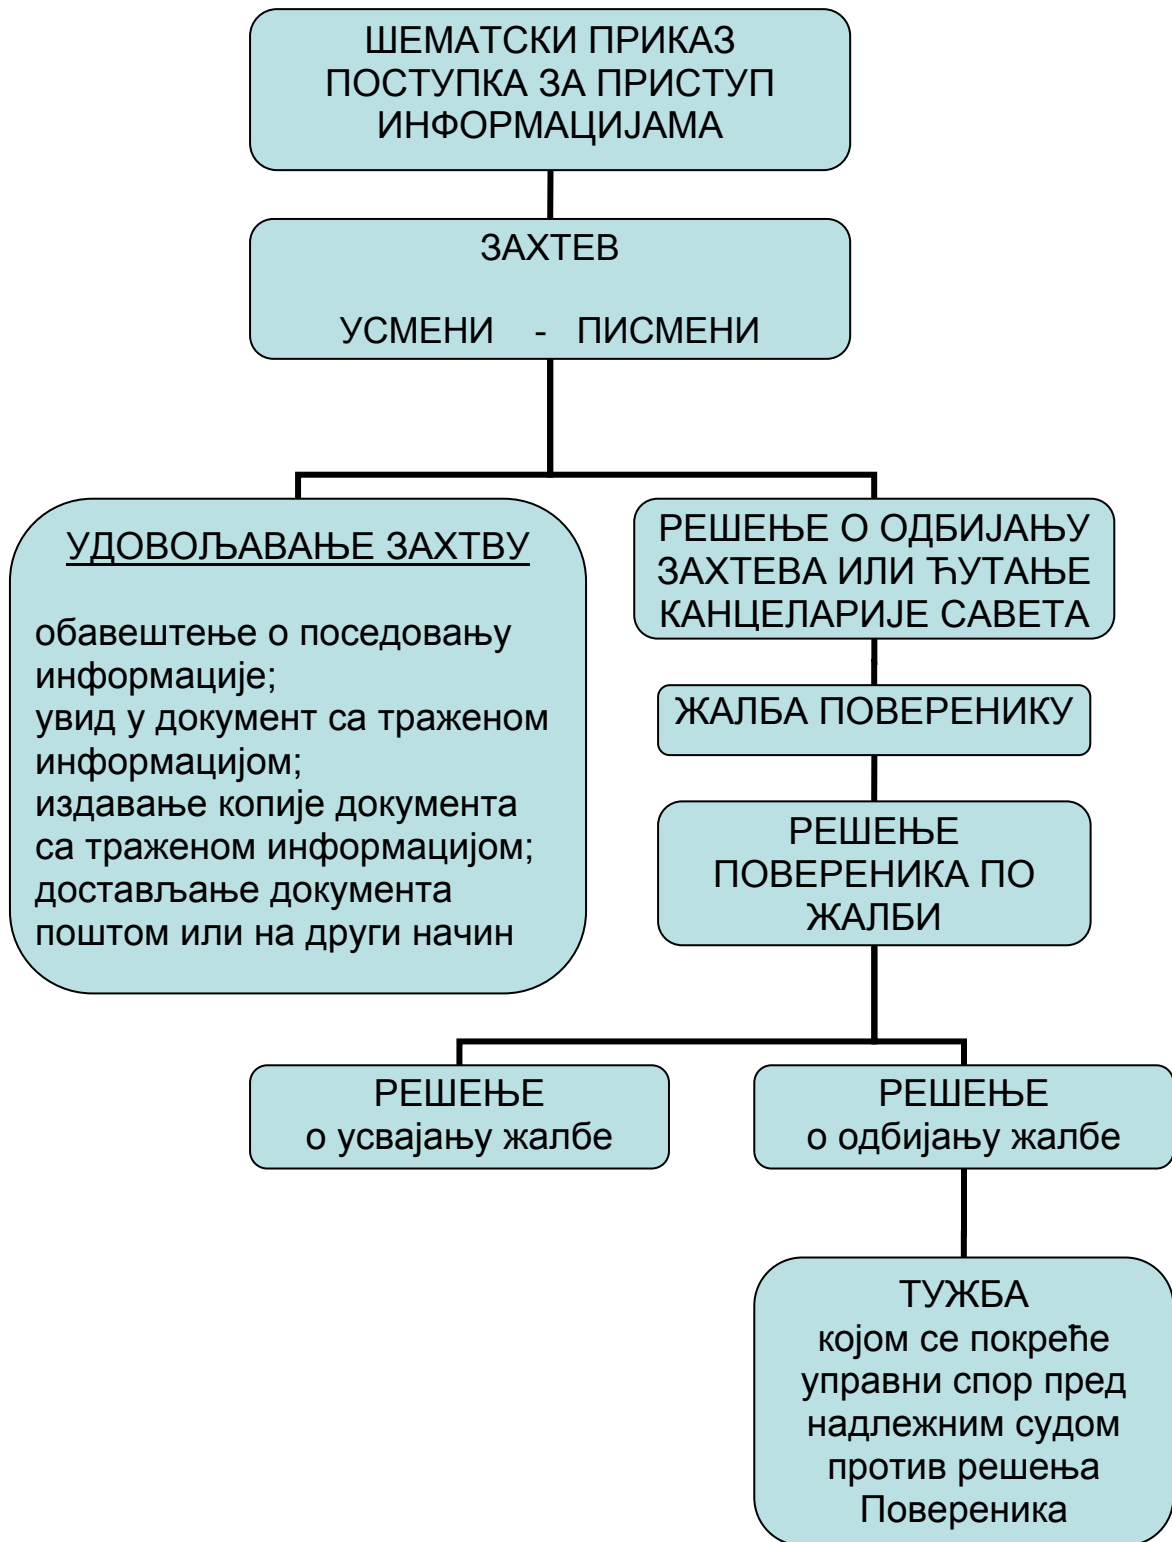 ШЕМАТСКИ ПРИКАЗ
ПОСТУПКА ЗА ПРИСТУП
ИНФОРМАЦИЈАМА
ЗАХТЕВ
УСМЕНИ - ПИСМЕНИ
УДОВОЉАВАЊЕ ЗАХТВУ
обавештење о поседовању
информације;
увид у документ са траженом
информацијом;
издавање копије документа
са траженом информацијом;
достављање документа
поштом или на други начин
РЕШЕЊЕ О ОДБИЈАЊУ
ЗАХТЕВА ИЛИ ЋУТАЊЕ
КАНЦЕЛАРИЈЕ САВЕТА
ЖАЛБА ПОВЕРЕНИКУ
РЕШЕЊЕ
ПОВЕРЕНИКА ПО
ЖАЛБИ
РЕШЕЊЕ
о усвајању жалбе
РЕШЕЊЕ
о одбијању жалбе
ТУЖБА
којом се покреће
управни спор пред
надлежним судом
против решења
Повереника